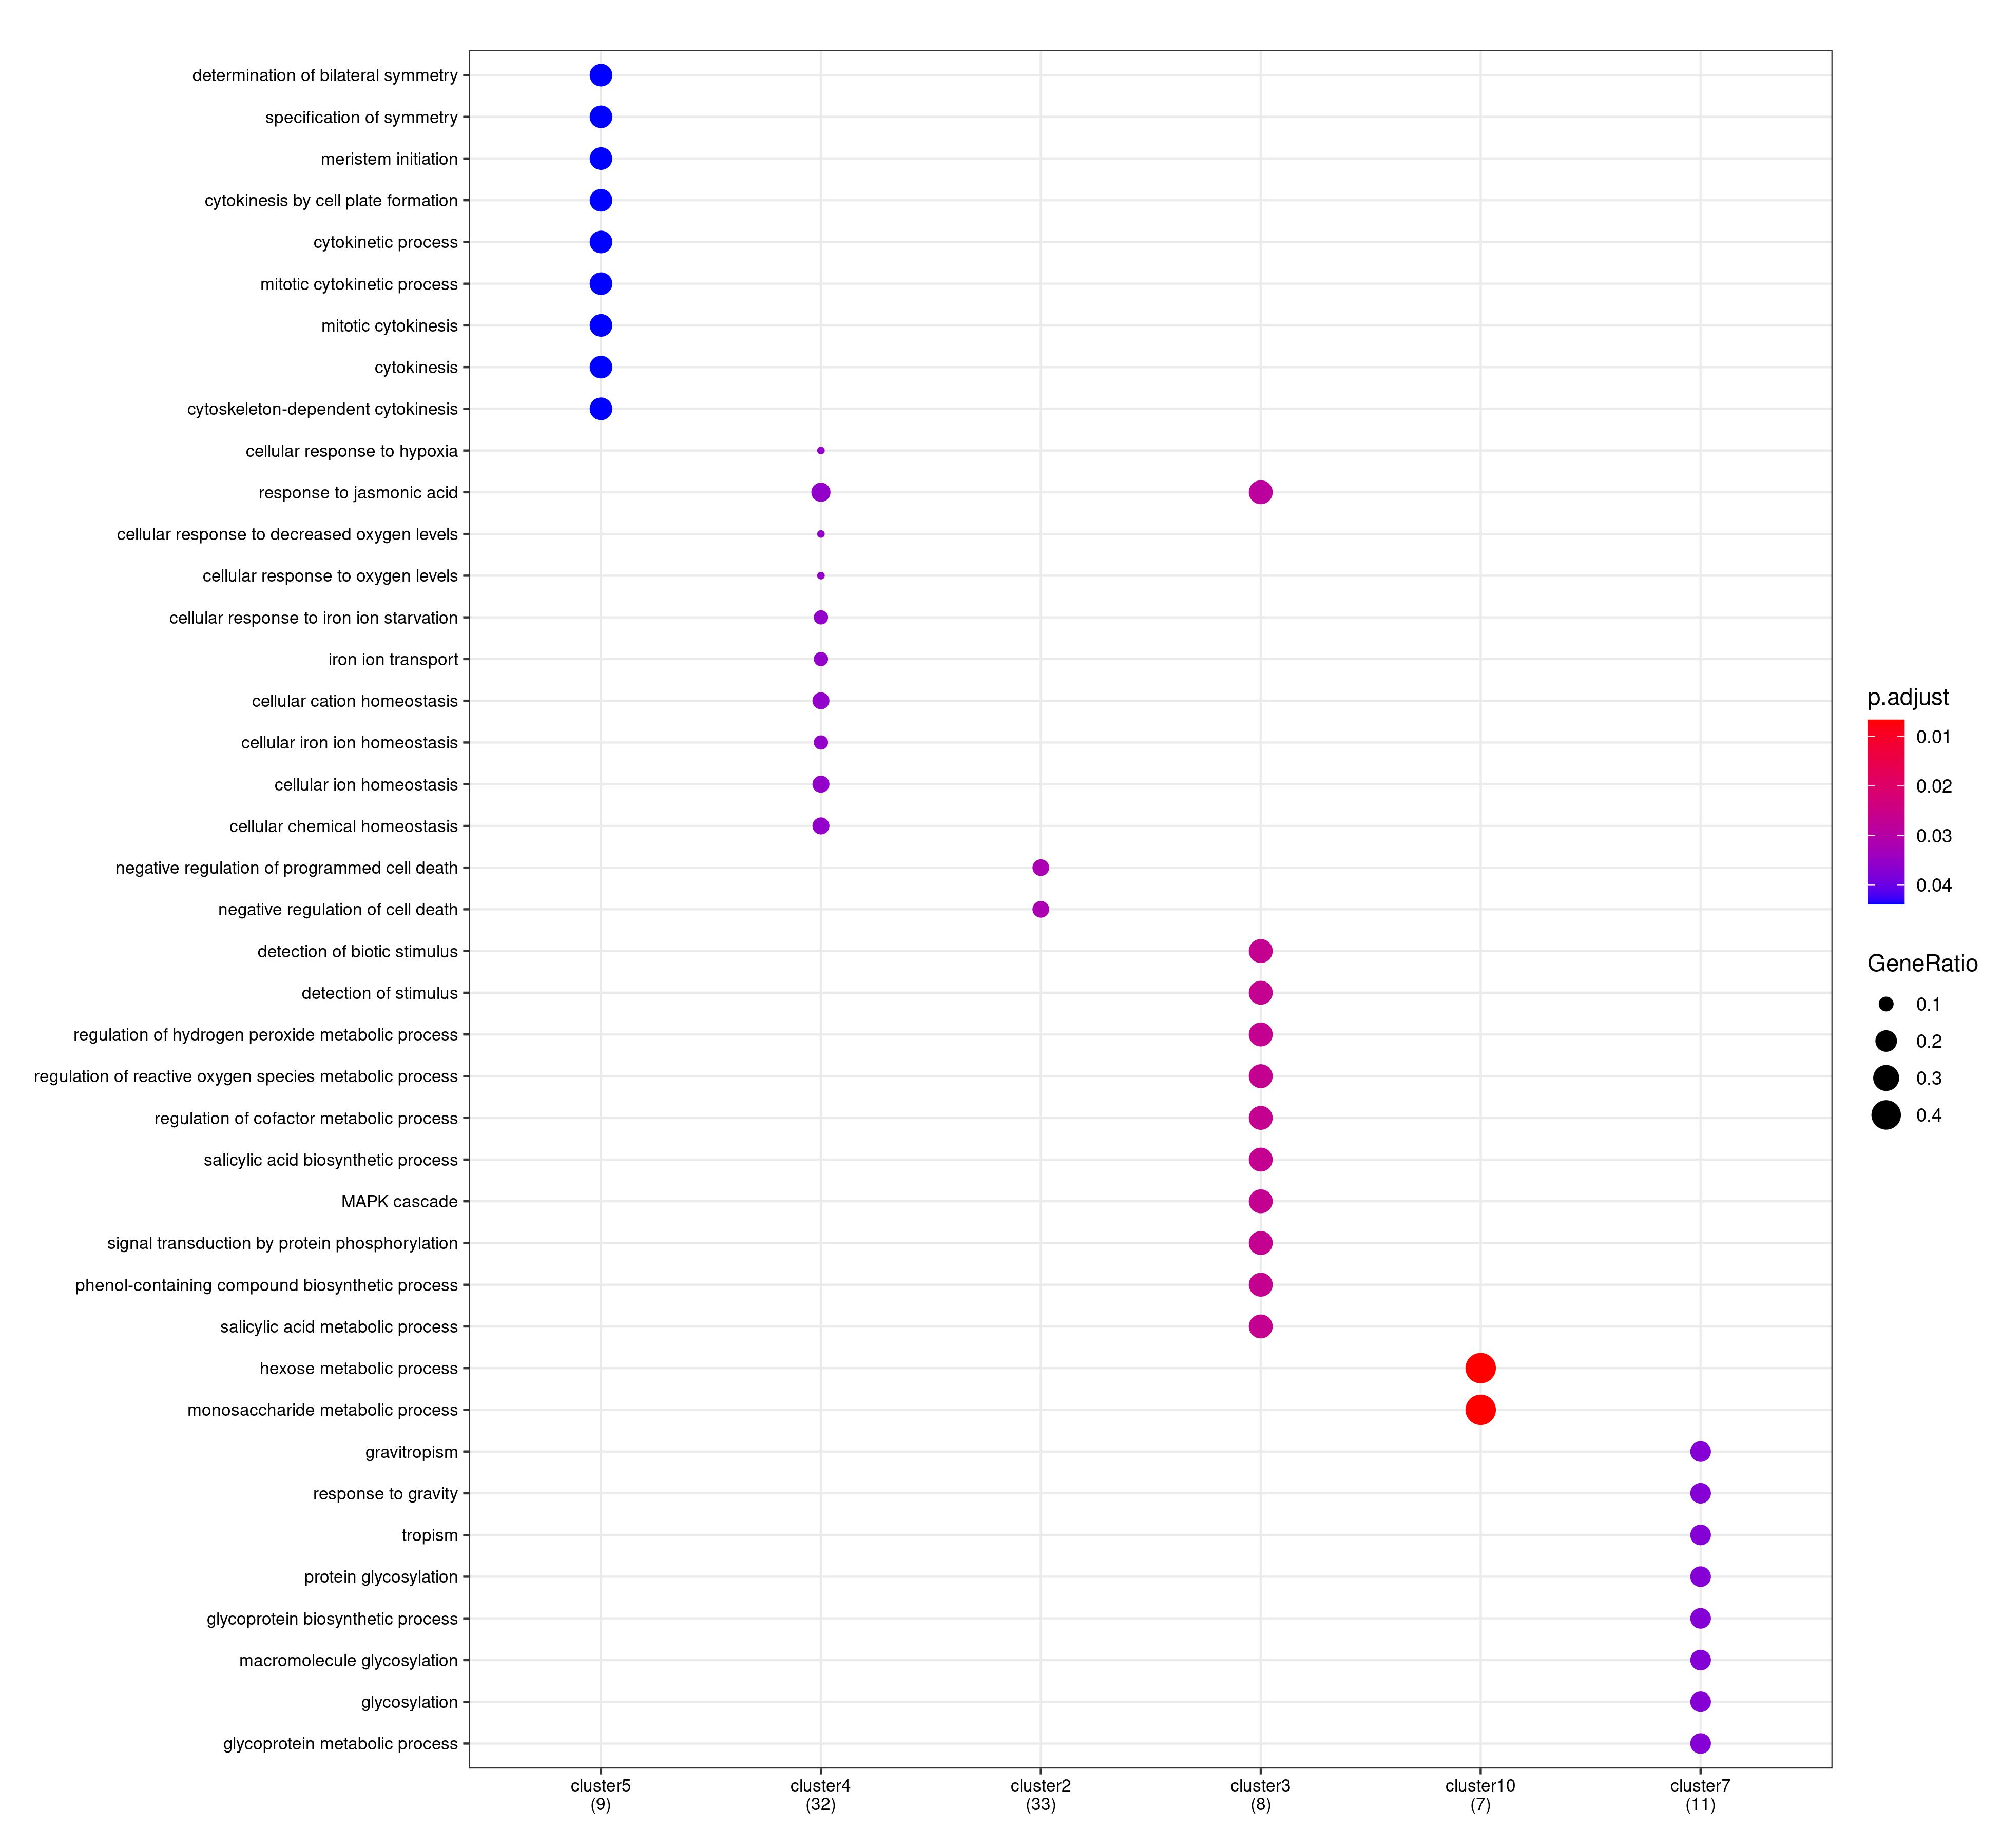 determination of bilateral symmetry
specification of symmetry
meristem initiation
cytokinesis by cell plate formation
cytokinetic process
mitotic cytokinetic process
mitotic cytokinesis
cytokinesis
cytoskeleton-dependent cytokinesis
cellular response to hypoxia
response to jasmonic acid
cellular response to decreased oxygen levels
cellular response to oxygen levels
cellular response to iron ion starvation
iron ion transport
cellular cation homeostasis
cellular iron ion homeostasis
cellular ion homeostasis
cellular chemical homeostasis
negative regulation of programmed cell death
negative regulation of cell death
detection of biotic stimulus
detection of stimulus
regulation of hydrogen peroxide metabolic process
regulation of reactive oxygen species metabolic process
regulation of cofactor metabolic process
salicylic acid biosynthetic process
MAPK cascade
signal transduction by protein phosphorylation
phenol-containing compound biosynthetic process
salicylic acid metabolic process
hexose metabolic process
monosaccharide metabolic process
gravitropism
response to gravity
tropism
protein glycosylation
glycoprotein biosynthetic process
macromolecule glycosylation
glycosylation
glycoprotein metabolic process
cluster5
(9)
cluster4
(32)
cluster2
(33)
cluster3
(8)
cluster10
(7)
cluster7
(11)
p.adjust
0.01
0.02
0.03
0.04
GeneRatio
0.1
0.2
0.3
0.4